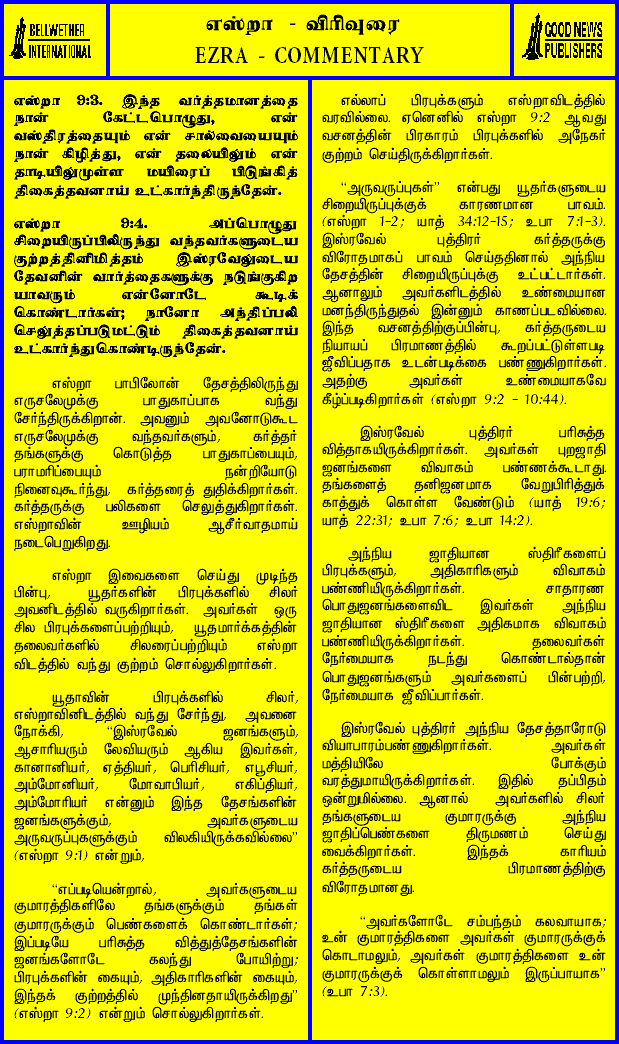 BELLWETHER
INTERNATIONAL
எஸ்றா - விரிவுரை
EZRA - COMMENTARY
GOOD NEWS
PUBLISHERS
எஸ்றா 9:3. இந்த வர்த்தமானத்தை
நான் கேட்டபொழுது, என்
வஸ்திரத்தையும் என் சால்வையையும்
நான் கிழித்து, என் தலையிலும் என்
தாடியிலுமுள்ள மயிரைப் பிடுங்கித்
திகைத்தவனாய் உட்கார்ந்திருந்தேன்.
எஸ்றா 9:4. அப்பொழுது
சிறையிருப்பிலிருந்து வந்தவர்களுடைய
குற்றத்தினிமித்தம் இஸ்ரவேலுடைய
தேவனின் வார்த்தைகளுக்கு நடுங்குகிற
யாவரும் என்னோடே கூடிக்
கொண்டார்கள்; நானோ அந்திப்பலி
செலுத்தப்படுமட்டும் திகைத்தவனாய்
உட்கார்ந்துகொண்டிருந்தேன்.
எஸ்றா பாபிலோன் தேசத்திலிருந்து
எருசலேமுக்கு பாதுகாப்பாக வந்து
சேர்ந்திருக்கிறான். அவனும் அவனோடுகூட
எருசலேமுக்கு வந்தவர்களும், கர்த்தர்
தங்களுக்கு கொடுத்த பாதுகாப்பையும்,
பராமரிப்பையும் நன்றியோடு
நினைவுகூர்ந்து, கர்த்தரைத் துதிக்கிறார்கள்.
கர்த்தருக்கு பலிகளை செலுத்துகிறார்கள்.
எஸ்றாவின் ஊழியம் ஆசீர்வாதமாய்
நடைபெறுகிறது.
எஸ்றா இவைகளை செய்து முடிந்த
பின்பு, யூதர்களின் பிரபுக்களில் சிலர்
அவனிடத்தில் வருகிறார்கள். அவர்கள் ஒரு
சில பிரபுக்களைப்பற்றியும், யூதமார்க்கத்தின்
தலைவர்களில் சிலரைப்பற்றியும் எஸ்றா
விடத்தில் வந்து குற்றம் சொல்லுகிறார்கள்.
யூதாவின் பிரபுக்களில் சிலர்,
எஸ்றாவினிடத்தில் வந்து சேர்ந்து, அவனை
நோக்கி, “இஸ்ரவேல் ஜனங்களும்,
ஆசாரியரும் லேவியரும் ஆகிய இவர்கள்,
கானானியர், ஏத்தியர், பெரிசியர், எபூசியர்,
அம்மோனியர், மோவாபியர், எகிப்தியர்,
அம்மோரியர் என்னும் இந்த தேசங்களின்
ஜனங்களுக்கும், அவர்களுடைய
அருவருப்புகளுக்கும் விலகியிருக்கவில்லை”
(எஸ்றா 9:1) என்றும்,
“எப்படியென்றால், அவர்களுடைய
குமாரத்திகளிலே தங்களுக்கும் தங்கள்
குமாரருக்கும் பெண்களைக் கொண்டார்கள்;
இப்படியே பரிசுத்த வித்துத்தேசங்களின்
ஜனங்களோடே கலந்து போயிற்று;
பிரபுக்களின் கையும், அதிகாரிகளின் கையும்,
இந்தக் குற்றத்தில் முந்தினதாயிருக்கிறது”
(எஸ்றா 9:2) என்றும் சொல்லுகிறார்கள்.
எல்லாப் பிரபுக்களும் எஸ்றாவிடத்தில்
வரவில்லை. ஏனெனில் எஸ்றா 9:2 ஆவது
வசனத்தின் பிரகாரம் பிரபுக்களில் அநேகர்
குற்றம் செய்திருக்கிறார்கள்.
“அருவருப்புகள்” என்பது யூதர்களுடைய
சிறையிருப்புக்குக் காரணமான பாவம்.
(எஸ்றா 1-2; யாத் 34:12-15; உபா 7:1-3).
இஸ்ரவேல் புத்திரர் கர்த்தருக்கு
விரோதமாகப் பாவம் செய்ததினால் அந்நிய
தேசத்தின் சிறையிருப்புக்கு உட்பட்டார்கள்.
ஆனாலும் அவர்களிடத்தில் உண்மையான
மனந்திருந்துதல் இன்னும் காணப்படவில்லை.
இந்த வசனத்திற்குப்பின்பு, கர்த்தருடைய
நியாயப் பிரமாணத்தில் கூறப்பட்டுள்ளபடி
ஜீவிப்பதாக உடன்படிக்கை பண்ணுகிறார்கள்.
அதற்கு அவர்கள் உண்மையாகவே
கீழ்ப்படிகிறார்கள் (எஸ்றா 9:2 - 10:44).
இஸ்ரவேல் புத்திரர் பரிசுத்த
வித்தாகயிருக்கிறார்கள். அவர்கள் புறஜாதி
ஜனங்களை விவாகம் பண்ணக்கூடாது.
தங்களைத் தனிஜனமாக வேறுபிரித்துக்
காத்துக் கொள்ள வேண்டும் (யாத் 19:6;
யாத் 22:31; உபா 7:6; உபா 14:2).
அந்நிய ஜாதியான ஸ்திரீகளைப்
பிரபுக்களும், அதிகாரிகளும் விவாகம்
பண்ணியிருக்கிறார்கள். சாதாரண
பொதுஜனங்களைவிட இவர்கள் அந்நிய
ஜாதியான ஸ்திரீகளை அதிகமாக விவாகம்
பண்ணியிருக்கிறார்கள். தலைவர்கள்
நேர்மையாக நடந்து கொண்டால்தான்
பொதுஜனங்களும் அவர்களைப் பின்பற்றி,
நேர்மையாக ஜீவிப்பார்கள்.
இஸ்ரவேல் புத்திரர் அந்நிய தேசத்தாரோடு
வியாபாரம்பண்ணுகிறார்கள். அவர்கள்
மத்தியிலே போக்கும்
வரத்துமாயிருக்கிறார்கள். இதில் தப்பிதம்
ஒன்றுமில்லை. ஆனால் அவர்களில் சிலர்
தங்களுடைய குமாரருக்கு அந்நிய
ஜாதிப்பெண்களை திருமணம் செய்து
வைக்கிறார்கள். இந்தக் காரியம்
கர்த்தருடைய பிரமாணத்திற்கு
விரோதமானது.
“அவர்களோடே சம்பந்தம் கலவாயாக;
உன் குமாரத்திகளை அவர்கள் குமாரருக்குக்
கொடாமலும், அவர்கள் குமாரத்திகளை உன்
குமாரருக்குக் கொள்ளாமலும் இருப்பாயாக”
(உபா 7:3).